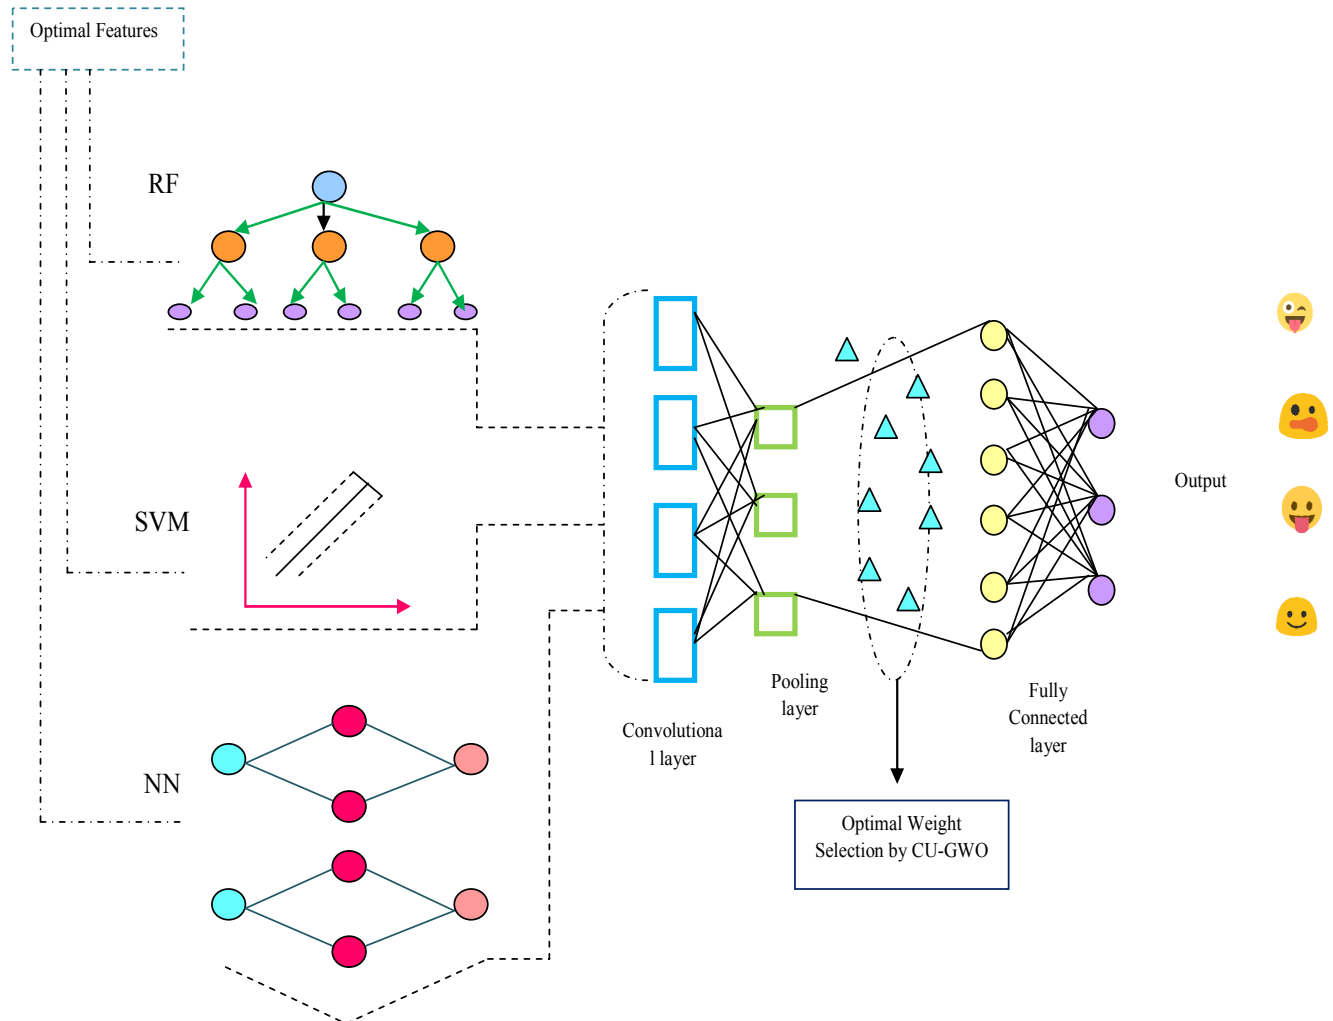 Optimal Features
RF
SVM
NN
Convolutiona
l layer
Pooling
layer
Fully
Connected
layer
Output
Optimal Weight
Selection by CU-GWO